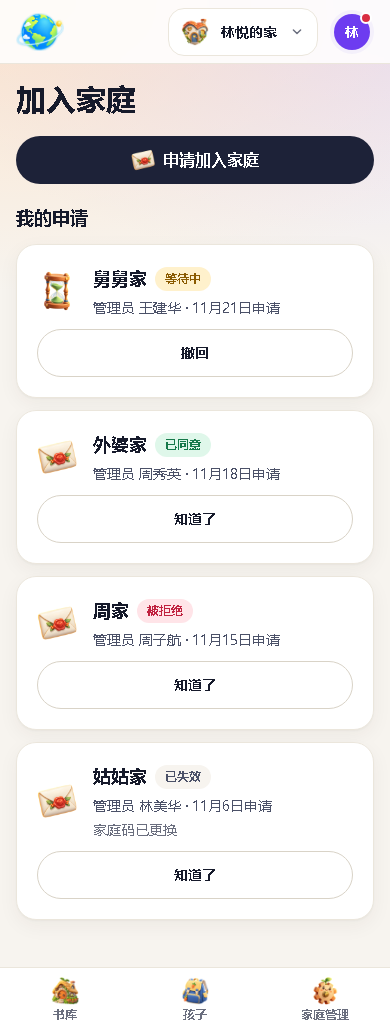 林悦的家
林
加入家庭
申请加入家庭
我的申请
舅舅家 等待中
管理员 王建华 · 11月21日申请
撤回
外婆家 已同意
管理员 周秀英 · 11月18日申请
知道了
周家 被拒绝
管理员 周子航 · 11月15日申请
知道了
姑姑家 已失效
管理员 林美华 · 11月6日申请
家庭码已更换
知道了
书库 孩子 家庭管理